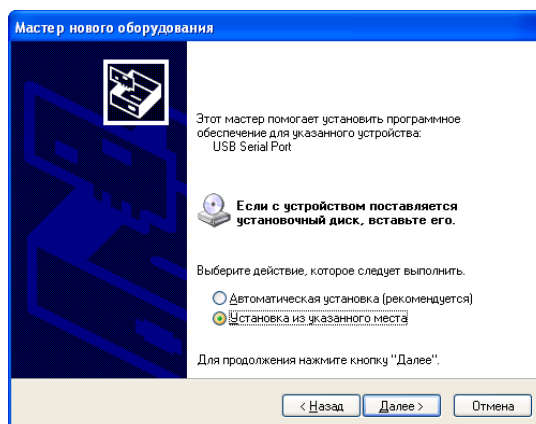 Мастер нового оборудования
Этот мастер помогает установить программное
обеспечение для указанного устройства:
USB Serial Port
Если с устройством поставляется
установочный диск, вставьте его.
Выберите действие, которое следует выполнить.
Автоматическая установка (рекомендуется)
Установка из указанного места
Для продолжения нажмите кнопку "Далее".
< Назад Далее > Отмена